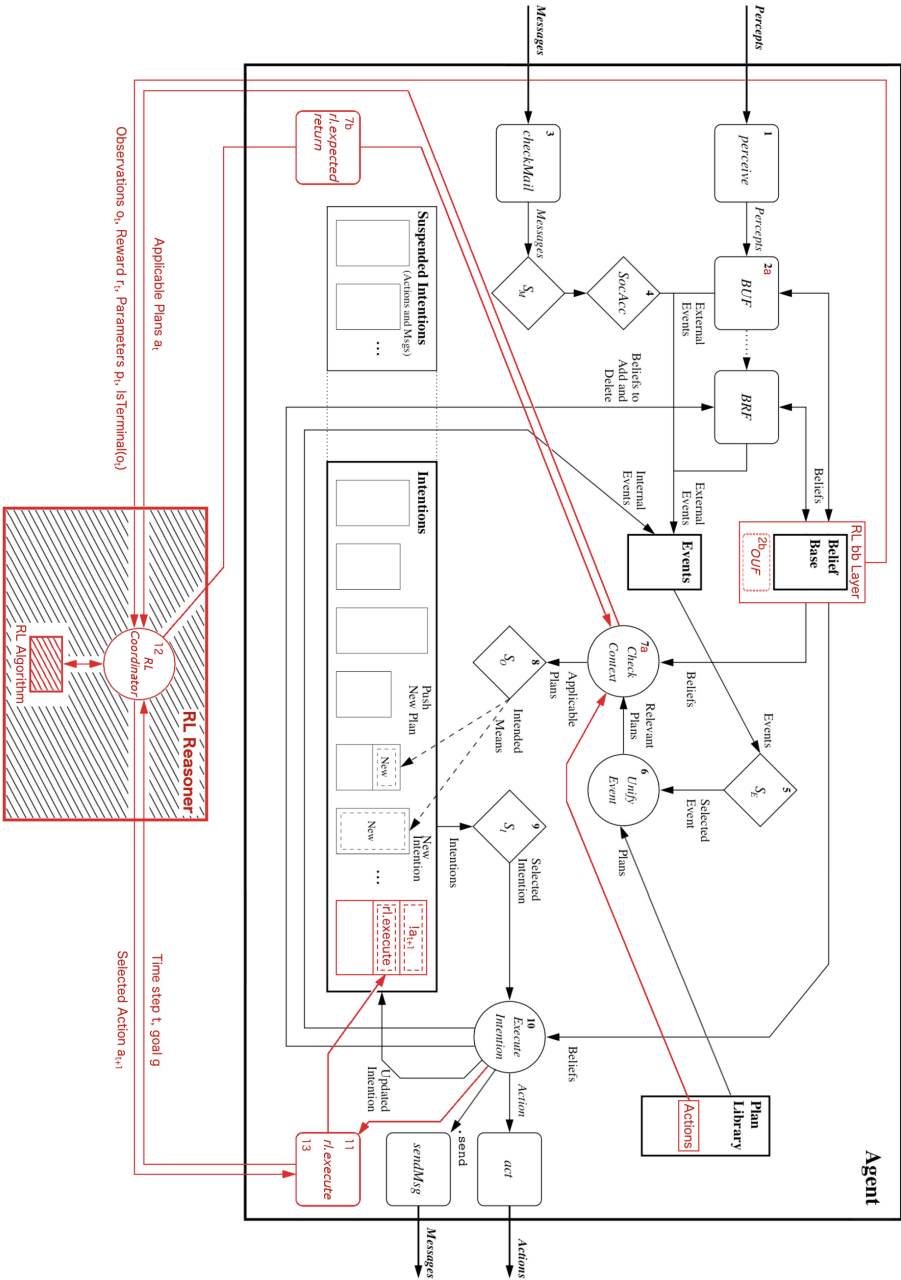 Agent
Percepts
1
perceive
Percepts
2a
BUF
BRF
Beliefs
RL bb Layer
Belief
Base
2b OUF
Plan
Library
Actions
Messages
3
checkMail
Messages
S_M
4
SocAcc
External
Events
Beliefs to
Add and
Delete
Internal
Events
External
Events
Events
Events
5
S_E
Selected
Event
6
Unify
Event
Plans
Relevant
Plans
7a
Check
Context
Beliefs
Applicable
Plans
8
S_O
Intended
Means
Push
New Plan
New
Intention
Intentions
9
S_I
Selected
Intention
10
Execute
Intention
Beliefs
Action
act
Actions
.send
sendMsg
Messages
Updated
Intention
Suspended Intentions
(Actions and Msgs)
...
Intentions
New
New
...
!a_{t+1}
rl.execute
7b
rl.expected
return
11
rl.execute
13
Applicable Plans a_t
Observations o_t, Reward r_t, Parameters p_t, IsTerminal(o_t)
Time step t, goal g
Selected Action a_{t+1}
RL Reasoner
12
RL
Coordinator
RL Algorithm